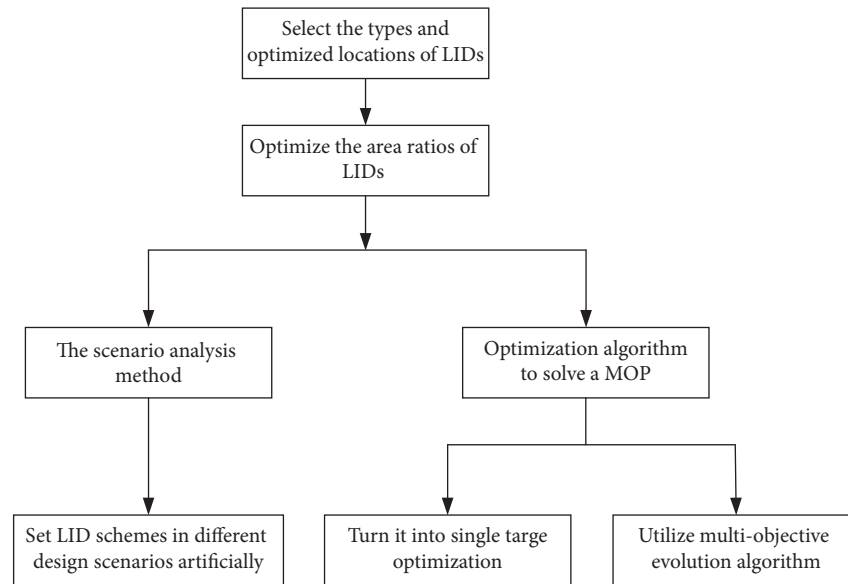 Select the types and
optimized locations of LIDs
Optimize the area ratios of
LIDs
The scenario analysis
method
Optimization algorithm
to solve a MOP
Set LID schemes in different
design scenarios artificially
Turn it into single targe
optimization
Utilize multi-objective
evolution algorithm